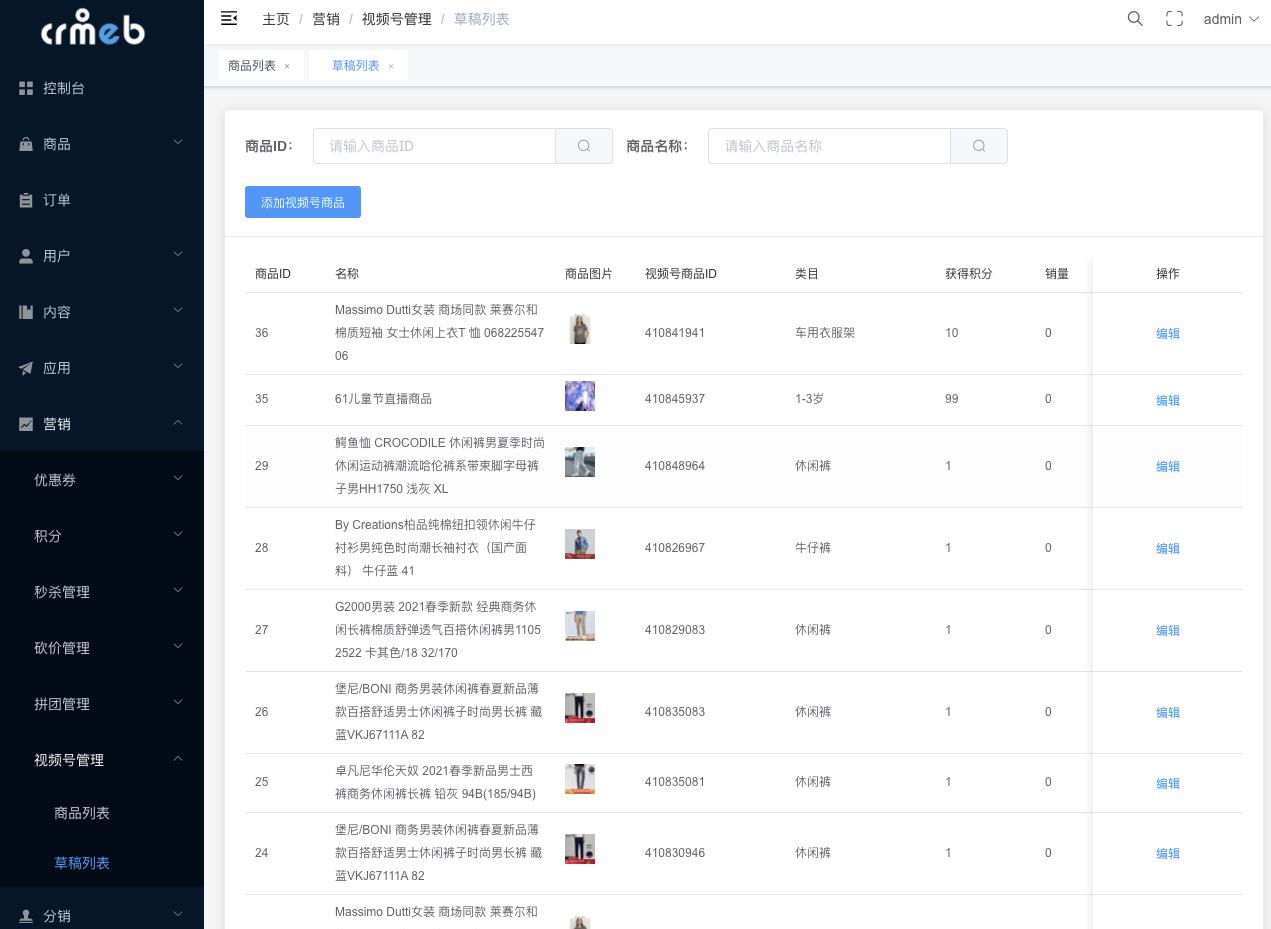 crmeb
主页 / 营销 / 视频号管理 / 草稿列表
admin
商品列表 ×
草稿列表 ×
控制台
商品
订单
用户
内容
应用
营销
优惠券
积分
秒杀管理
砍价管理
拼团管理
视频号管理
商品列表
草稿列表
分销
商品ID: 请输入商品ID
商品名称: 请输入商品名称
添加视频号商品
商品ID 名称 商品图片 视频号商品ID 类目 获得积分 销量 操作
Massimo Dutti女装 商场同款 莱赛尔和
36 棉质短袖 女士休闲上衣T 恤 068225547 410841941 车用衣服架 10 0 编辑
06
35 61儿童节直播商品 410845937 1-3岁 99 0 编辑
鳄鱼恤 CROCODILE 休闲裤男夏季时尚
29 休闲运动裤潮流哈伦裤系带束脚字母裤 410848964 休闲裤 1 0 编辑
子男HH1750 浅灰 XL
By Creations柏品纯棉纽扣领休闲牛仔
28 衬衫男纯色时尚潮长袖衬衣（国产面 410826967 牛仔裤 1 0 编辑
料） 牛仔蓝 41
G2000男装 2021春季新款 经典商务休
27 闲长裤棉质舒弹透气百搭休闲裤男1105 410829083 休闲裤 1 0 编辑
2522 卡其色/18 32/170
堡尼/BONI 商务男装休闲裤春夏新品薄
26 款百搭舒适男士休闲裤子时尚男长裤 藏 410835083 休闲裤 1 0 编辑
蓝VKJ67111A 82
卓凡尼华伦天奴 2021春季新品男士西
25 裤商务休闲裤长裤 铅灰 94B(185/94B) 410835081 休闲裤 1 0 编辑
堡尼/BONI 商务男装休闲裤春夏新品薄
24 款百搭舒适男士休闲裤子时尚男长裤 藏 410830946 休闲裤 1 0 编辑
蓝VKJ67111A 82
Massimo Dutti女装 商场同款 莱赛尔和